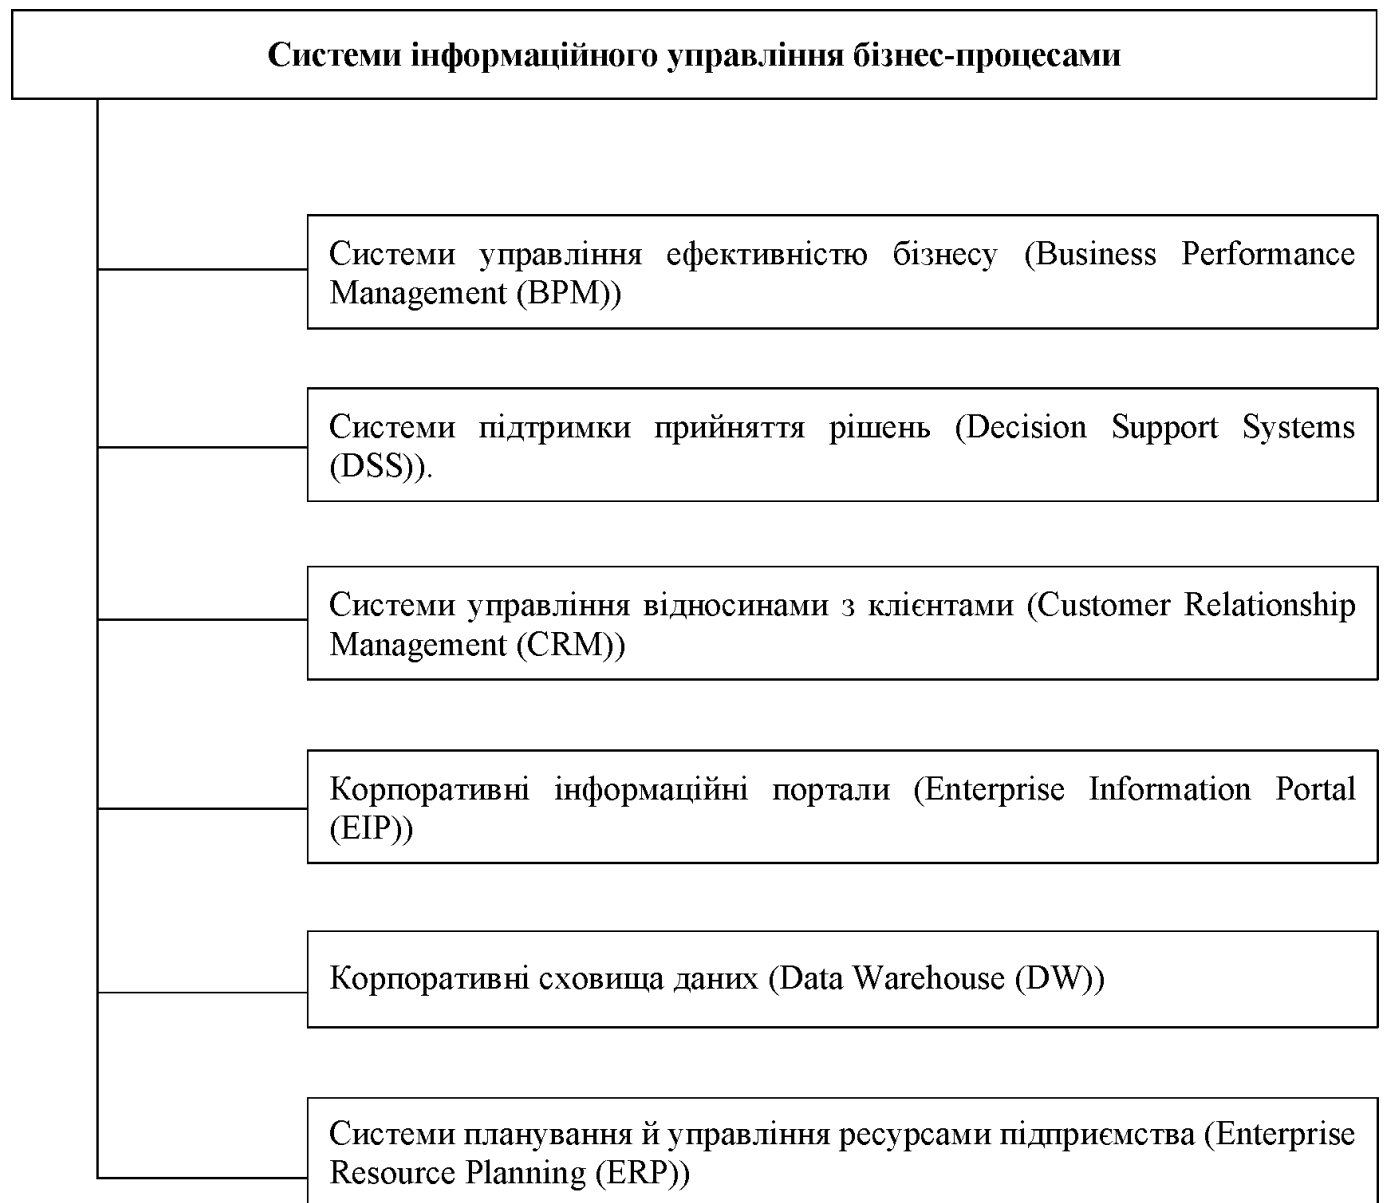 Системи інформаційного управління бізнес-процесами
Системи управління ефективністю бізнесу (Business Performance
Management (BPM))
Системи підтримки прийняття рішень (Decision Support Systems
(DSS)).
Системи управління відносинами з клієнтами (Customer Relationship
Management (CRM))
Корпоративні інформаційні портали (Enterprise Information Portal
(EIP))
Корпоративні сховища даних (Data Warehouse (DW))
Системи планування й управління ресурсами підприємства (Enterprise
Resource Planning (ERP))